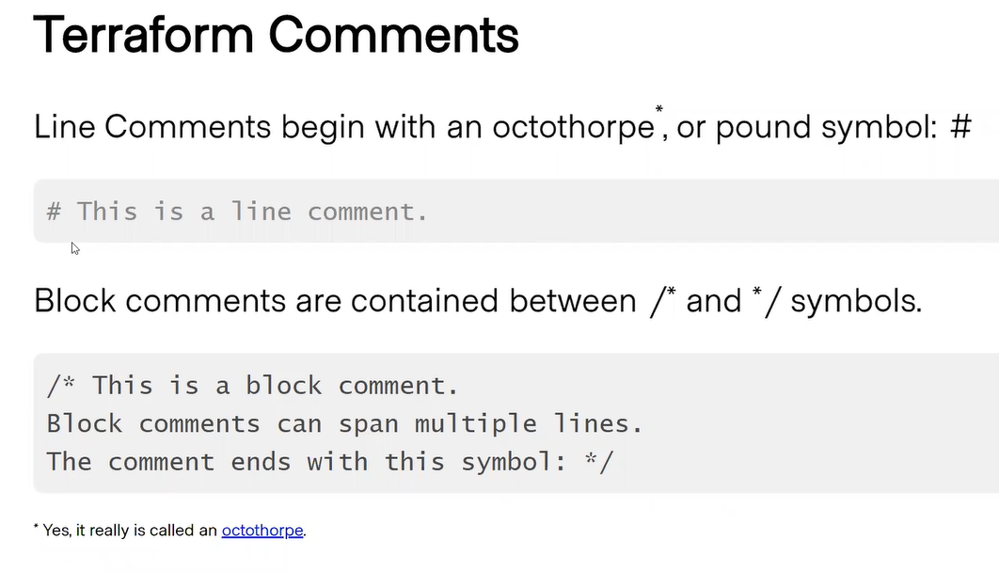 Terraform Comments
Line Comments begin with an octothorpe*, or pound symbol: #
# This is a line comment.
Block comments are contained between /* and */ symbols.
/* This is a block comment.
Block comments can span multiple lines.
The comment ends with this symbol: */
* Yes, it really is called an octothorpe.